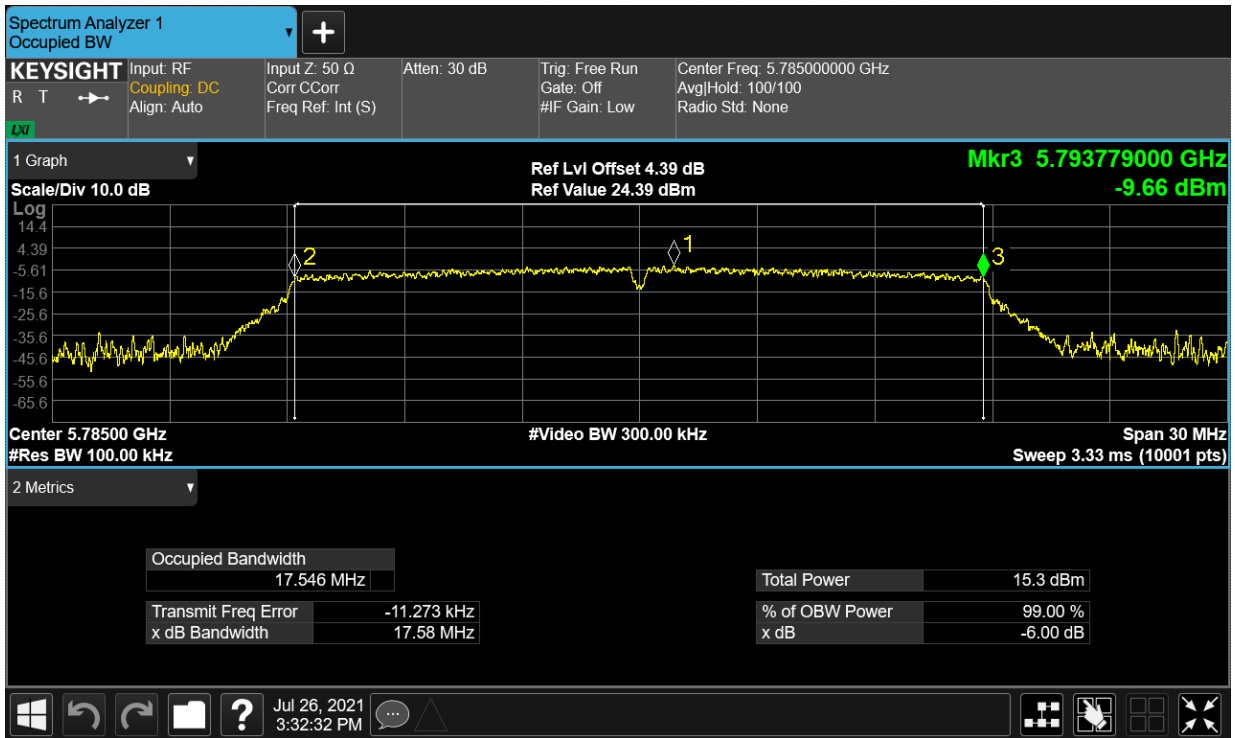 Spectrum Analyzer 1
Occupied BW
KEYSIGHT
R T
LXI
Input: RF
Coupling: DC
Align: Auto
Input Z: 50 Ω
Corr CCorr
Freq Ref: Int (S)
Atten: 30 dB
Trig: Free Run
Gate: Off
#IF Gain: Low
Center Freq: 5.785000000 GHz
Avg|Hold: 100/100
Radio Std: None
1 Graph
Scale/Div 10.0 dB
Ref Lvl Offset 4.39 dB
Ref Value 24.39 dBm
Mkr3 5.793779000 GHz
-9.66 dBm
Log
14.4
4.39
-5.61
-15.6
-25.6
-35.6
-45.6
-55.6
-65.6
2
1
3
Center 5.78500 GHz
#Res BW 100.00 kHz
#Video BW 300.00 kHz
Span 30 MHz
Sweep 3.33 ms (10001 pts)
2 Metrics
Occupied Bandwidth
17.546 MHz
Transmit Freq Error -11.273 kHz
x dB Bandwidth 17.58 MHz
Total Power 15.3 dBm
% of OBW Power 99.00 %
x dB -6.00 dB
?
Jul 26, 2021
3:32:32 PM